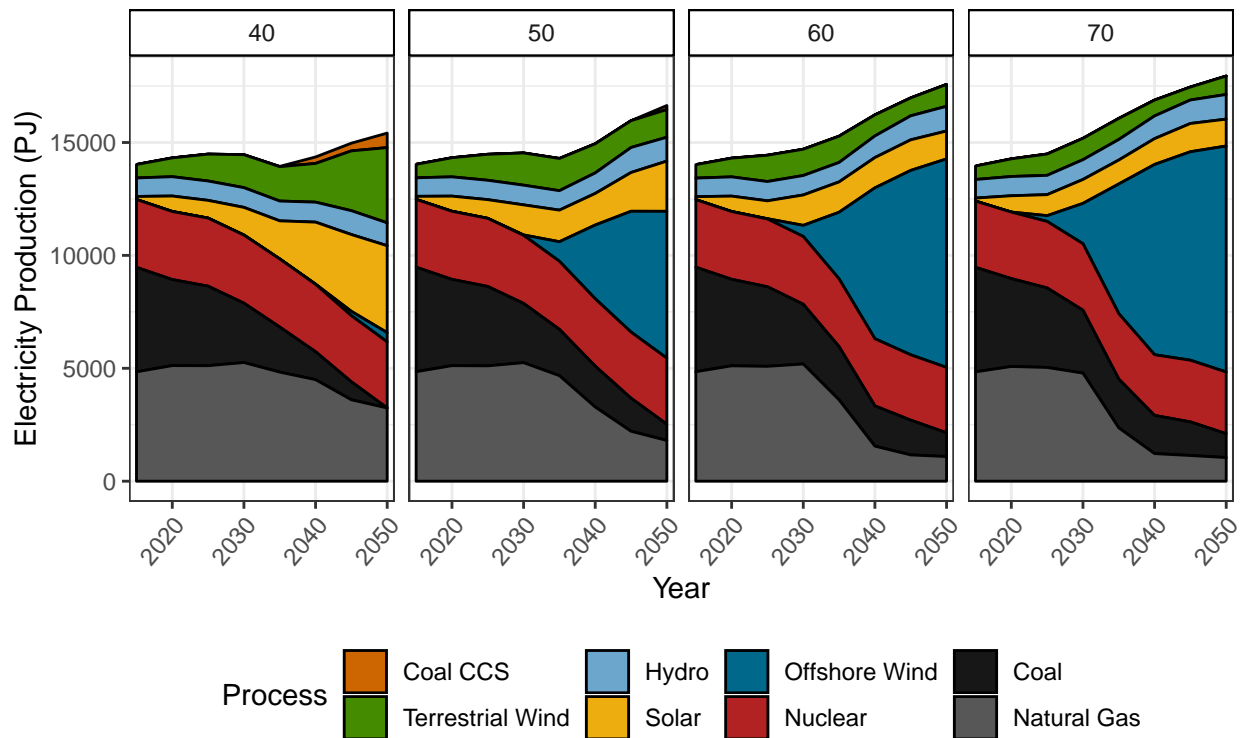 40 50 60 70
Electricity Production (PJ)
15000
10000
5000
0
2020 2030 2040 2050 2020 2030 2040 2050 2020 2030 2040 2050 2020 2030 2040 2050
Year
Process
Coal CCS Hydro Offshore Wind Coal
Terrestrial Wind Solar Nuclear Natural Gas